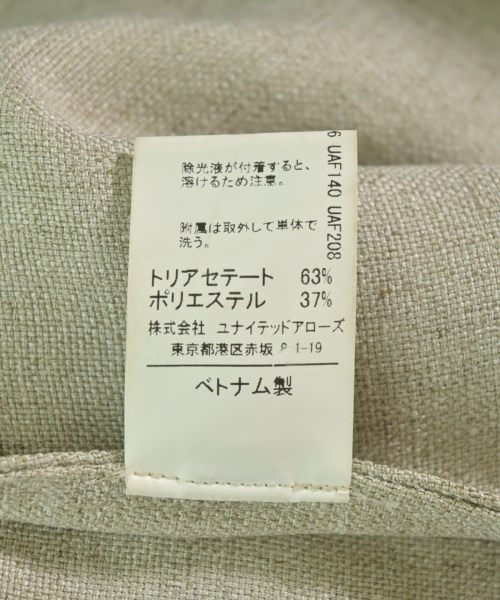 除光液が付着すると、
溶けるため注意。
附属は取外して単体で
洗う。
トリアセテート 63%
ポリエステル 37%
株式会社 ユナイテッドアローズ
東京都港区赤坂 8-1-19
ベトナム製
6 UAF140 UAF208